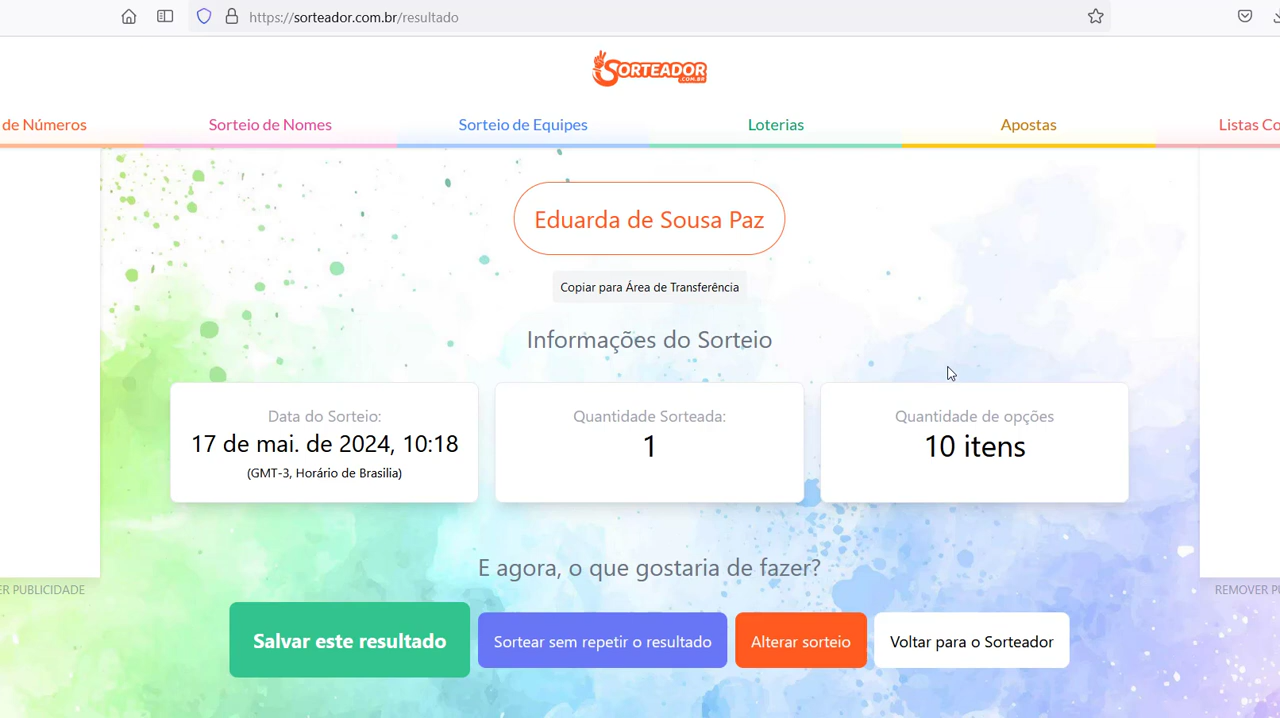 https://sorteador.com.br/resultado
SORTEADOR
.COM.BR
de Números
Sorteio de Nomes
Sorteio de Equipes
Loterias
Apostas
Listas Co
Eduarda de Sousa Paz
Copiar para Área de Transferência
Informações do Sorteio
Data do Sorteio:
17 de mai. de 2024, 10:18
(GMT-3, Horário de Brasilia)
Quantidade Sorteada:
1
Quantidade de opções
10 itens
E agora, o que gostaria de fazer?
ER PUBLICIDADE
REMOVER PU
Salvar este resultado
Sortear sem repetir o resultado
Alterar sorteio
Voltar para o Sorteador